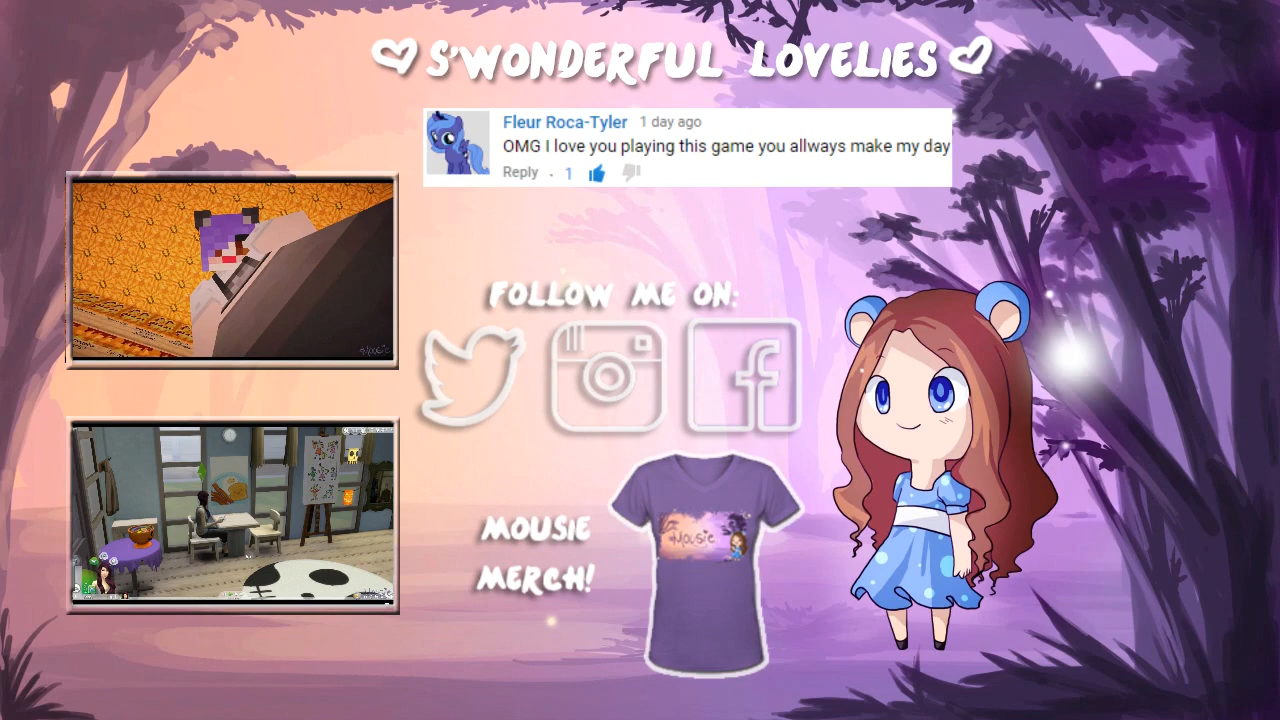 S'WONDERFUL LOVELIES
Fleur Roca-Tyler 1 day ago
OMG I love you playing this game you allways make my day
Reply . 1
Mousie
FOLLOW ME ON:
MOUSIE
MERCH!
Mousie